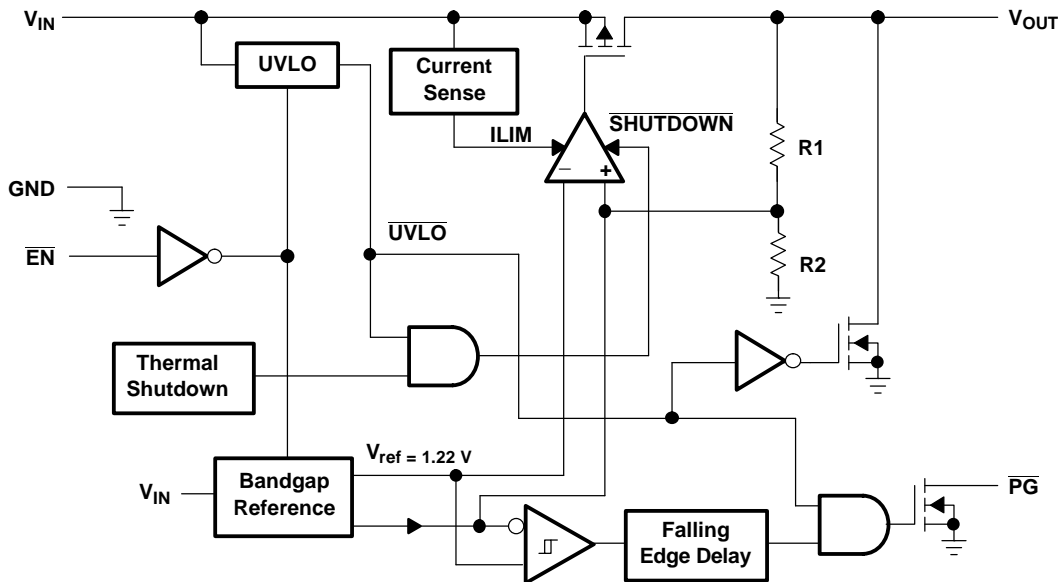 VIN
VOUT
UVLO
Current
Sense
SHUTDOWN
ILIM
R1
− +
GND
UVLO
EN
R2
Thermal
Shutdown
Vref = 1.22 V
VIN
Bandgap
Reference
Falling
Edge Delay
PG